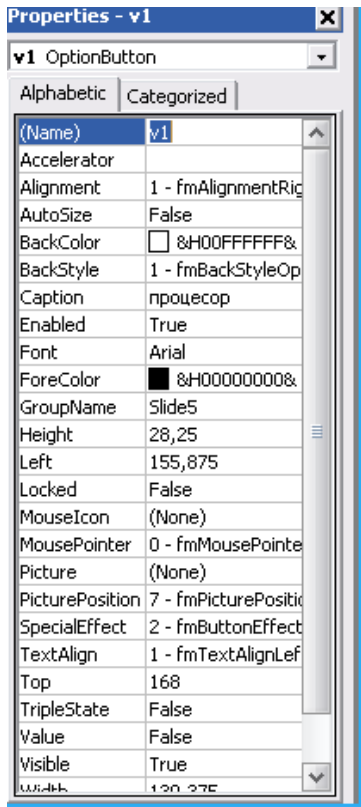 Properties - v1
v1 OptionButton
Alphabetic Categorized
(Name) v1
Accelerator
Alignment 1 - fmAlignmentRig
AutoSize False
BackColor &H00FFFFFF&
BackStyle 1 - fmBackStyleOp
Caption процесор
Enabled True
Font Arial
ForeColor &H00000000&
GroupName Slide5
Height 28,25
Left 155,875
Locked False
MouseIcon (None)
MousePointer 0 - fmMousePointe
Picture (None)
PicturePosition 7 - fmPicturePositio
SpecialEffect 2 - fmButtonEffect
TextAlign 1 - fmTextAlignLef
Top 168
TripleState False
Value False
Visible True
Width